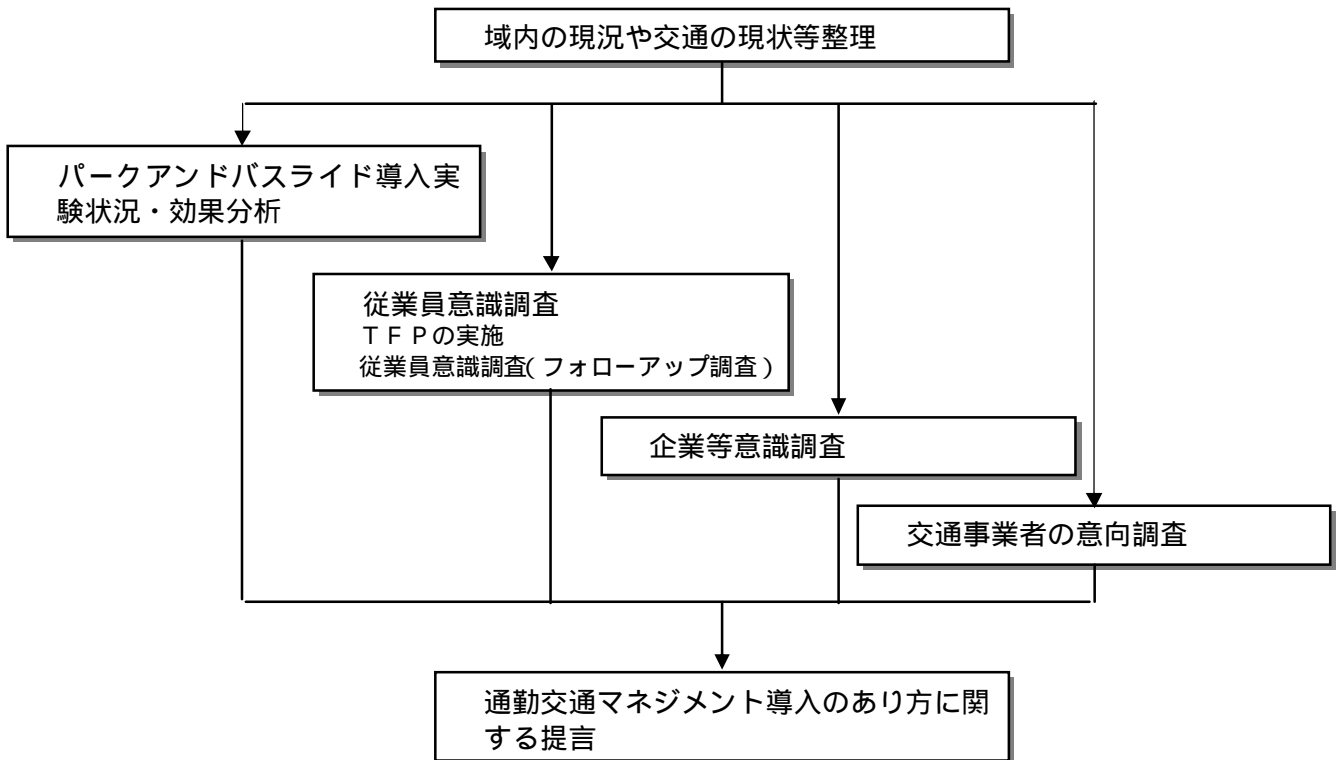 域内の現況や交通の現状等整理
パークアンドバスライド導入実
験状況・効果分析
従業員意識調査
ＴＦＰの実施
従業員意識調査(フォローアップ調査)
企業等意識調査
交通事業者の意向調査
通勤交通マネジメント導入のあり方に関
する提言